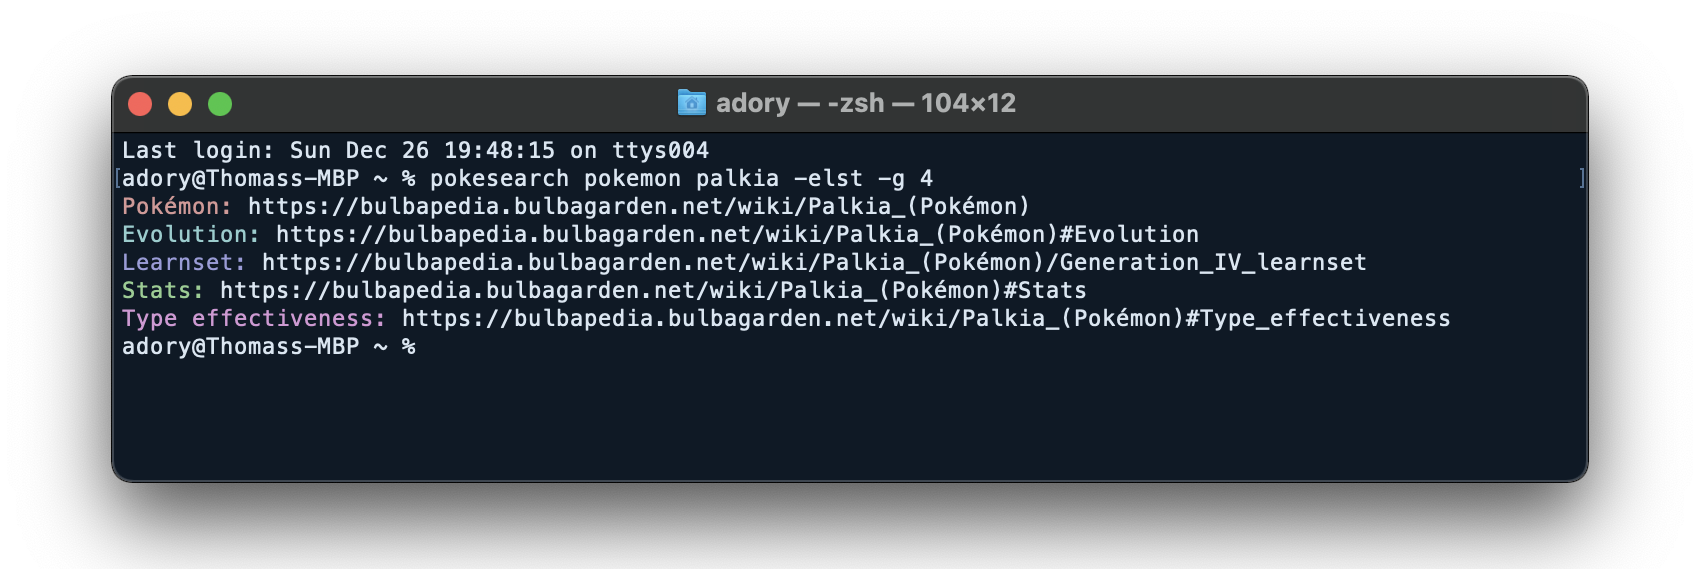 adory — -zsh — 104×12
Last login: Sun Dec 26 19:48:15 on ttys004
[adory@Thomass-MBP ~ % pokesearch pokemon palkia -elst -g 4 ]
Pokémon: https://bulbapedia.bulbagarden.net/wiki/Palkia_(Pokémon)
Evolution: https://bulbapedia.bulbagarden.net/wiki/Palkia_(Pokémon)#Evolution
Learnset: https://bulbapedia.bulbagarden.net/wiki/Palkia_(Pokémon)/Generation_IV_learnset
Stats: https://bulbapedia.bulbagarden.net/wiki/Palkia_(Pokémon)#Stats
Type effectiveness: https://bulbapedia.bulbagarden.net/wiki/Palkia_(Pokémon)#Type_effectiveness
adory@Thomass-MBP ~ %